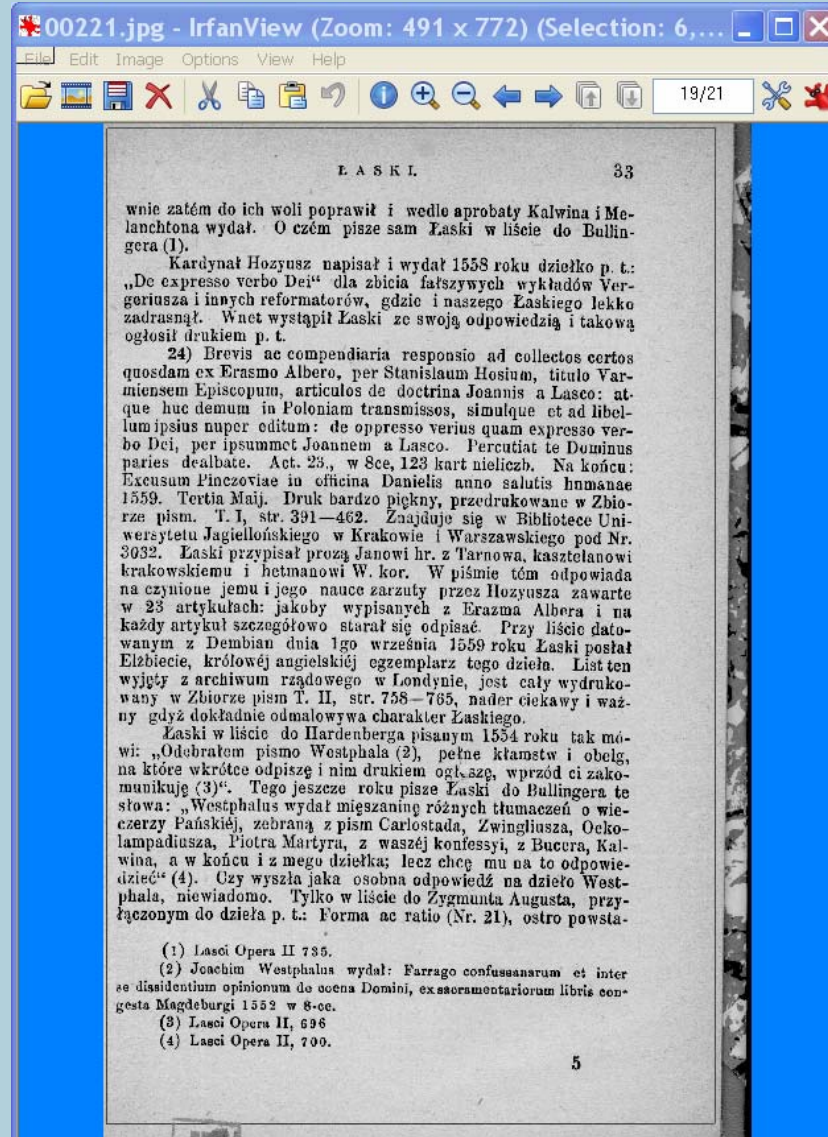 00221.jpg - IrfanView (Zoom: 491 x 772) (Selection: 6,...
File Edit Image Options View Help
19/21
ŁASKI. 33
wnie zatém do ich woli poprawił i wedle aprobaty Kalwina i Me-
lanchtona wydał. O czém pisze sam Łaski w liście do Bullin-
gera (1).
Kardynał Hozyusz napisał i wydał 1558 roku dziełko p. t.:
„De expresso verbo Dei“ dla zbicia fałszywych wykładów Ver-
geriusza i innych reformatorów, gdzie i naszego Łaskiego lekko
zadrasnął. Wnet wystąpił Łaski ze swoją odpowiedzią i takową
ogłosił drukiem p. t.
24) Brevis ac compendiaria responsio ad collectos certos
quosdam ex Erasmo Albero, per Stanislaum Hosium, titulo Var-
miensem Episcopum, articulos de doctrina Joannis a Lasco: at-
que huc demum in Poloniam transmissos, simulque et ad libel-
lum ipsius nuper editum: de oppresso verius quam expresso ver-
bo Dei, per ipsummet Joannem a Lasco. Percutiat te Dominus
paries dealbate. Act. 23., w 8ce, 123 kart nieliczb. Na końcu:
Excusum Pinczoviae in officina Danielis anno salutis hnmanae
1559. Tertia Maij. Druk bardzo piękny, przedrukowane w Zbio-
rze pism. T. I, str. 391—462. Znajduje się w Bibliotece Uni-
wersytetu Jagiellońskiego w Krakowie i Warszawskiego pod Nr.
3032. Łaski przypisał prozą Janowi hr. z Tarnowa, kasztelanowi
krakowskiemu i hetmanowi W. kor. W piśmie tém odpowiada
na czynione jemu i jego nauce zarzuty przez Hozyusza zawarte
w 23 artykułach: jakoby wypisanych z Erazma Albera i na
każdy artykuł szczegółowo starał się odpisać. Przy liście dato-
wanym z Dembian dnia 1go września 1559 roku Łaski posłał
Elżbiecie, królowéj angielskiéj egzemplarz tego dzieła. List ten
wyjęty z archiwum rządowego w Londynie, jest cały wydruko-
wany w Zbiorze pism T. II, str. 758—765, nader ciekawy i waż-
ny gdyż dokładnie odmalowywa charakter Łaskiego.
Łaski w liście do Hardenberga pisanym 1554 roku tak mó-
wi: „Odebrałem pismo Westphala (2), pełne kłamstw i obelg,
na które wkrótce odpiszę i nim drukiem ogłoszę, wprzód ci zako-
munikuję (3)“. Tego jeszcze roku pisze Łaski do Bullingera te
słowa: „Westphalus wydał mięszaninę różnych tłumaczeń o wie-
czerzy Pańskiéj, zebraną z pism Carlostada, Zwingliusza, Oeko-
lampadiusza, Piotra Martyra, z waszéj konfessyi, z Bucera, Kal-
wina, a w końcu i z mego dziełka; lecz chcę mu na to odpowie-
dzieć“ (4). Czy wyszła jaka osobna odpowiedź na dzieło West-
phala, niewiadomo. Tylko w liście do Zygmunta Augusta, przy-
łączonym do dzieła p. t.: Forma ac ratio (Nr. 21), ostro powsta-
(1) Lasci Opera II 735.
(2) Joachim Westphalus wydał: Farrago confussanarum et inter
se dissidentium opinionum de coena Domini, ex sacramentariorum libris con-
gesta Magdeburgi 1552 w 8-ce.
(3) Lasci Opera II, 696
(4) Lasci Opera II, 700.
5